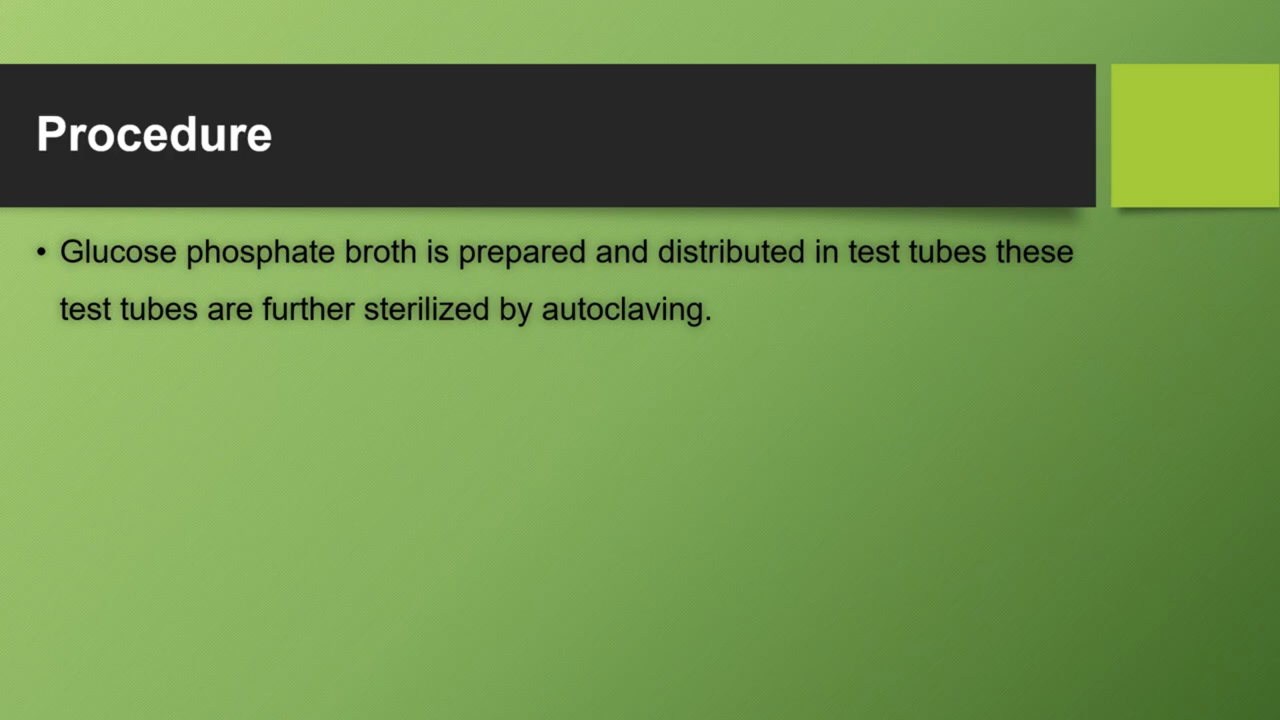 Procedure
• Glucose phosphate broth is prepared and distributed in test tubes these
test tubes are further sterilized by autoclaving.